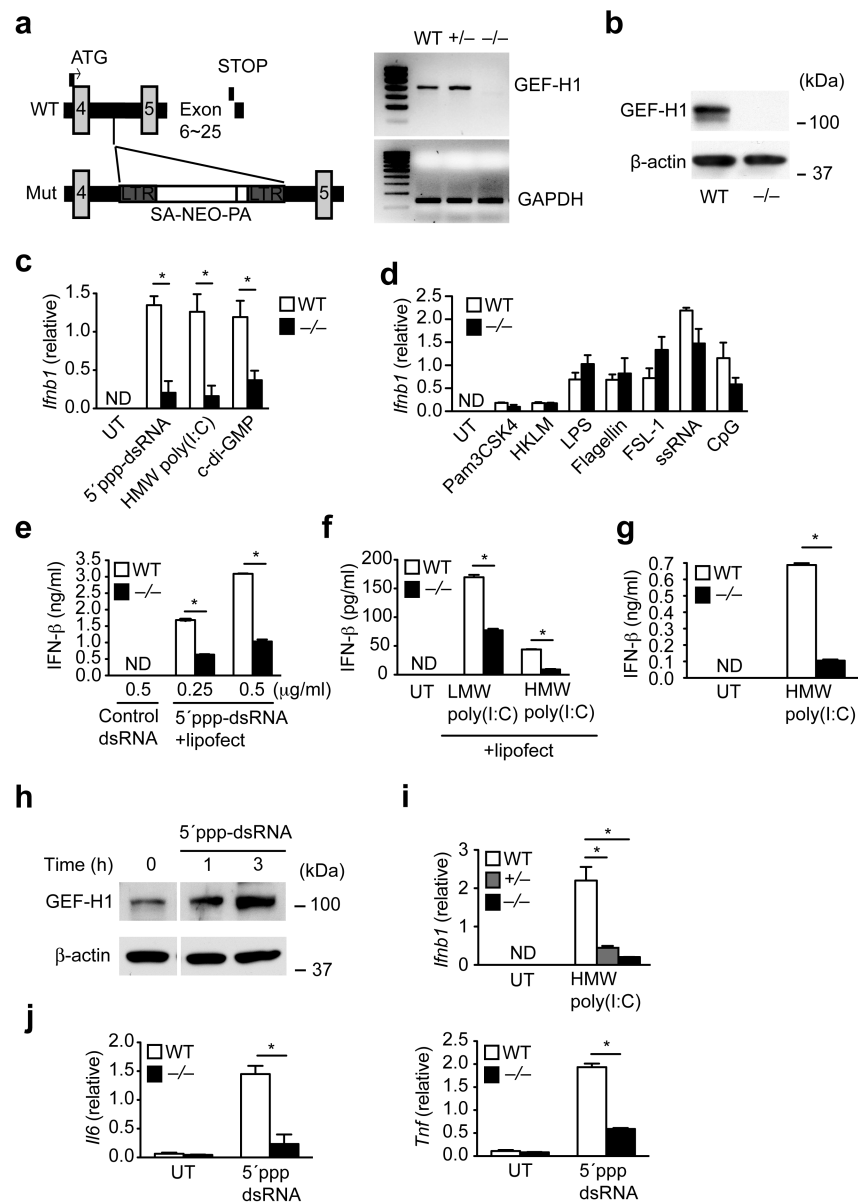 a
ATG
STOP
WT
4
5
Exon
6~25
Mut
4
LTR
LTR
5
SA-NEO-PA
WT +/– –/–
GEF-H1
GAPDH
b
(kDa)
GEF-H1
– 100
β-actin
– 37
WT –/–
c
Ifnb1 (relative)
1.5
1.0
0.5
0.0
* * *
WT
–/–
ND
UT
5´ppp-dsRNA
HMW poly(I:C)
c-di-GMP
d
Ifnb1 (relative)
2.5
2.0
1.5
1.0
0.5
0.0
WT
–/–
ND
UT
Pam3CSK4
HKLM
LPS
Flagellin
FSL-1
ssRNA
CpG
e
IFN-β (ng/ml)
3.5
3.0
2.5
2.0
1.5
1.0
0.5
0.0
WT
–/–
* *
ND
0.5 0.25 0.5 (μg/ml)
Control
dsRNA
5´ppp-dsRNA
+lipofect
f
IFN-β (pg/ml)
200
150
100
50
0
WT
–/–
* *
ND
UT
LMW
poly(I:C)
HMW
poly(I:C)
+lipofect
g
IFN-β (ng/ml)
0.7
0.6
0.5
0.4
0.3
0.2
0.1
0.0
WT
–/–
*
ND
UT
HMW
poly(I:C)
h
5´ppp-dsRNA
Time (h) 0 1 3 (kDa)
GEF-H1
– 100
β-actin
– 37
i
Ifnb1 (relative)
3
2
1
0
WT
+/–
–/–
*
*
ND
UT
HMW
poly(I:C)
j
Il6 (relative)
2.0
1.5
1.0
0.5
0.0
WT
–/–
*
UT
5´ppp
dsRNA
Tnf (relative)
2.0
1.5
1.0
0.5
0.0
WT
–/–
*
UT
5´ppp
dsRNA